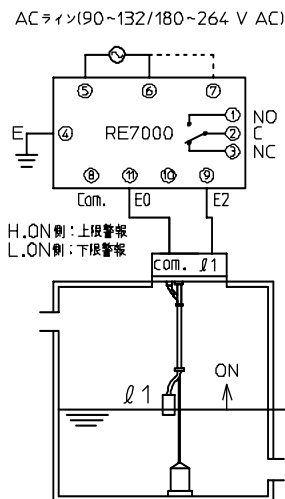 ACライン(90~132/180~264 V AC)
⑤ ⑥ ⑦
① NO
E ④ RE7000 ② C
③ NC
⑧ ⑪ ⑩ ⑨
Com. E0 E2
H.ON側：上限警報
L.ON側：下限警報
com. ℓ1
ON
ℓ1